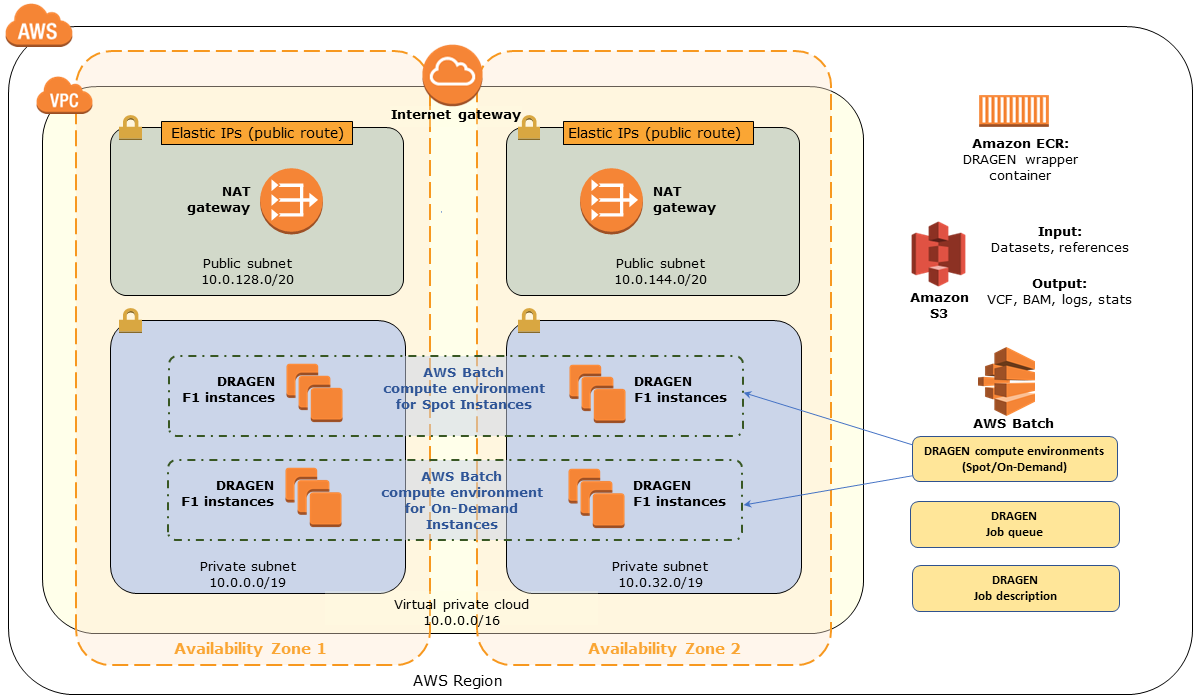 AWS
VPC
Internet gateway
Elastic IPs (public route)
NAT
gateway
Public subnet
10.0.128.0/20
Elastic IPs (public route)
NAT
gateway
Public subnet
10.0.144.0/20
DRAGEN
F1 instances
AWS Batch
compute environment
for Spot Instances
DRAGEN
F1 instances
DRAGEN
F1 instances
AWS Batch
compute environment
for On-Demand
Instances
DRAGEN
F1 instances
Private subnet
10.0.0.0/19
Private subnet
10.0.32.0/19
Virtual private cloud
10.0.0.0/16
Availability Zone 1
Availability Zone 2
AWS Region
Amazon ECR:
DRAGEN wrapper
container
Amazon
S3
Input:
Datasets, references
Output:
VCF, BAM, logs, stats
AWS Batch
DRAGEN compute environments
(Spot/On-Demand)
DRAGEN
Job queue
DRAGEN
Job description